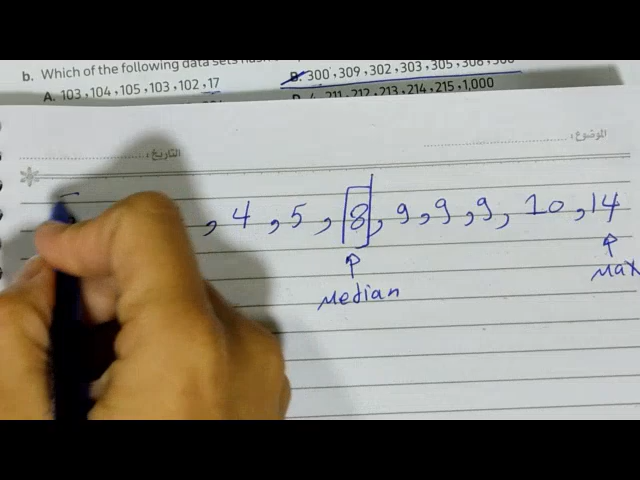 b. Which of the following data sets
A. 103 , 104 , 105 , 103 , 102 , 17
B. 300 , 309 , 302 , 303 , 305 , 308 ,
211 , 212 , 213 , 214 , 215 , 1,000
الموضوع :
التاريخ :
, 4 , 5 , 8 , 9 , 9 , 9 , 10 , 14
Median
Max